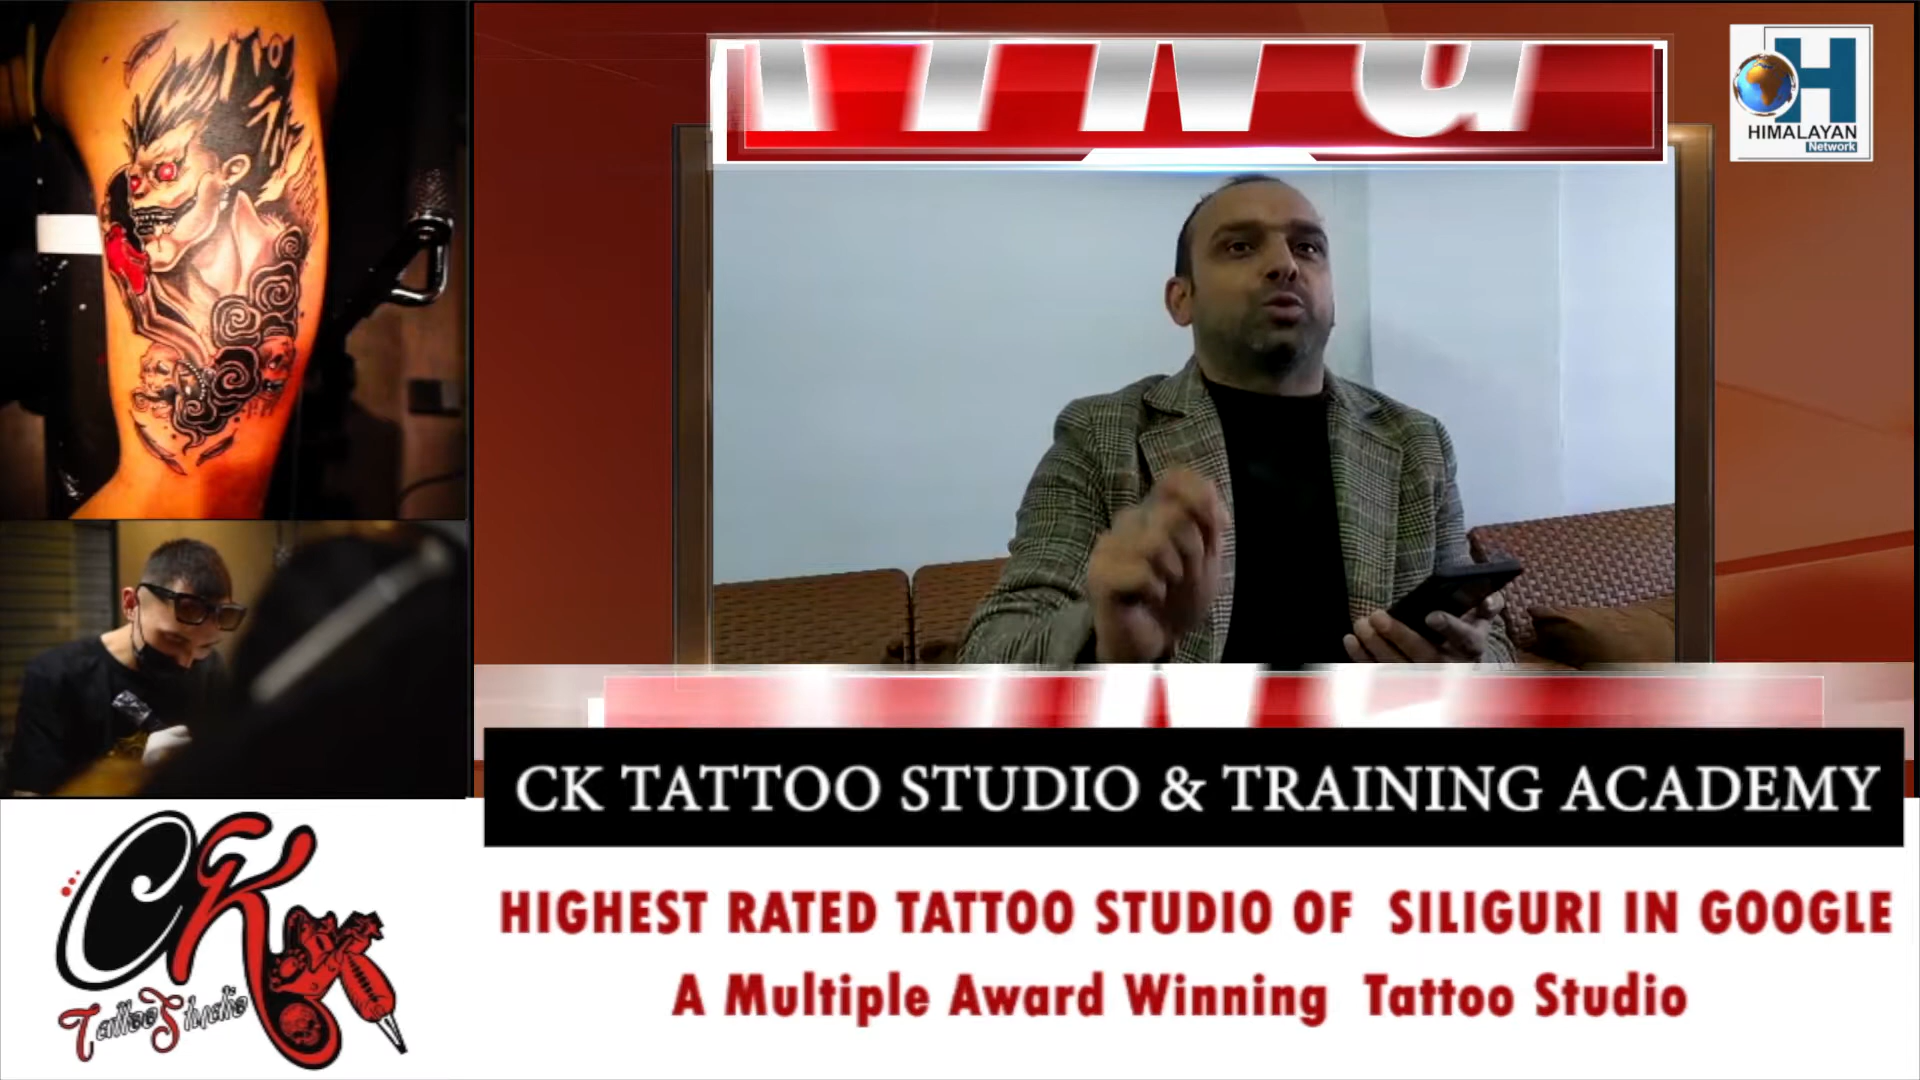 HIMALAYAN
Network
CK TATTOO STUDIO & TRAINING ACADEMY
HIGHEST RATED TATTOO STUDIO OF SILIGURI IN GOOGLE
A Multiple Award Winning Tattoo Studio
CK
Tattoo Studio